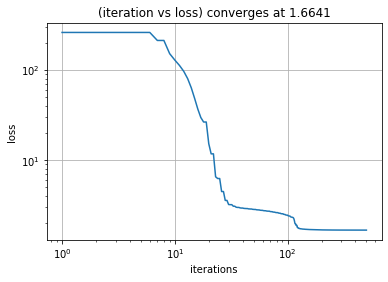 (iteration vs loss) converges at 1.6641
10²
10¹
loss
10⁰
10¹
10²
iterations